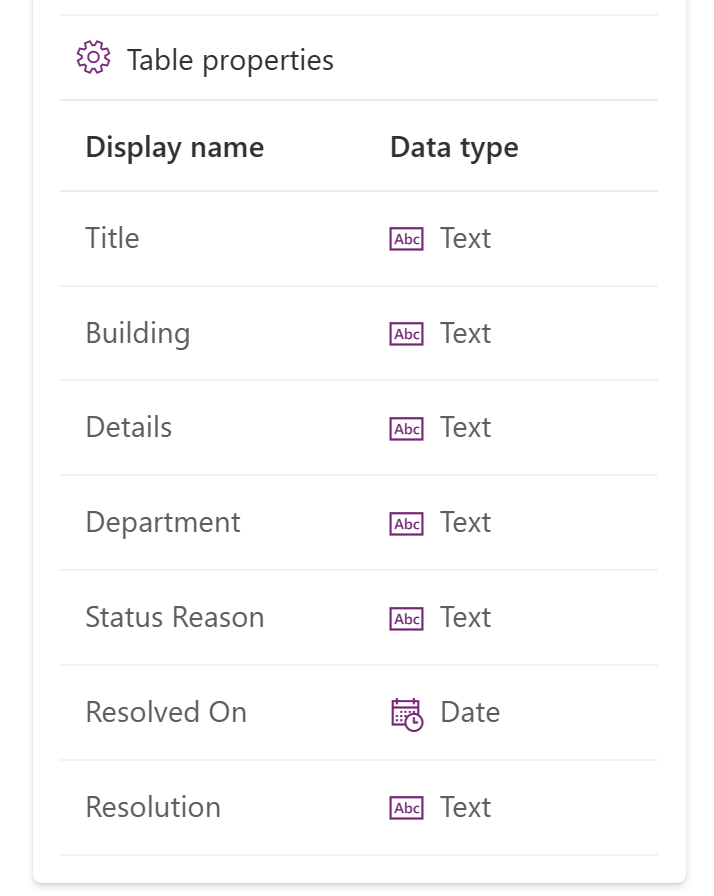 Table properties
Display name Data type
Title Abc Text
Building Abc Text
Details Abc Text
Department Abc Text
Status Reason Abc Text
Resolved On Date
Resolution Abc Text